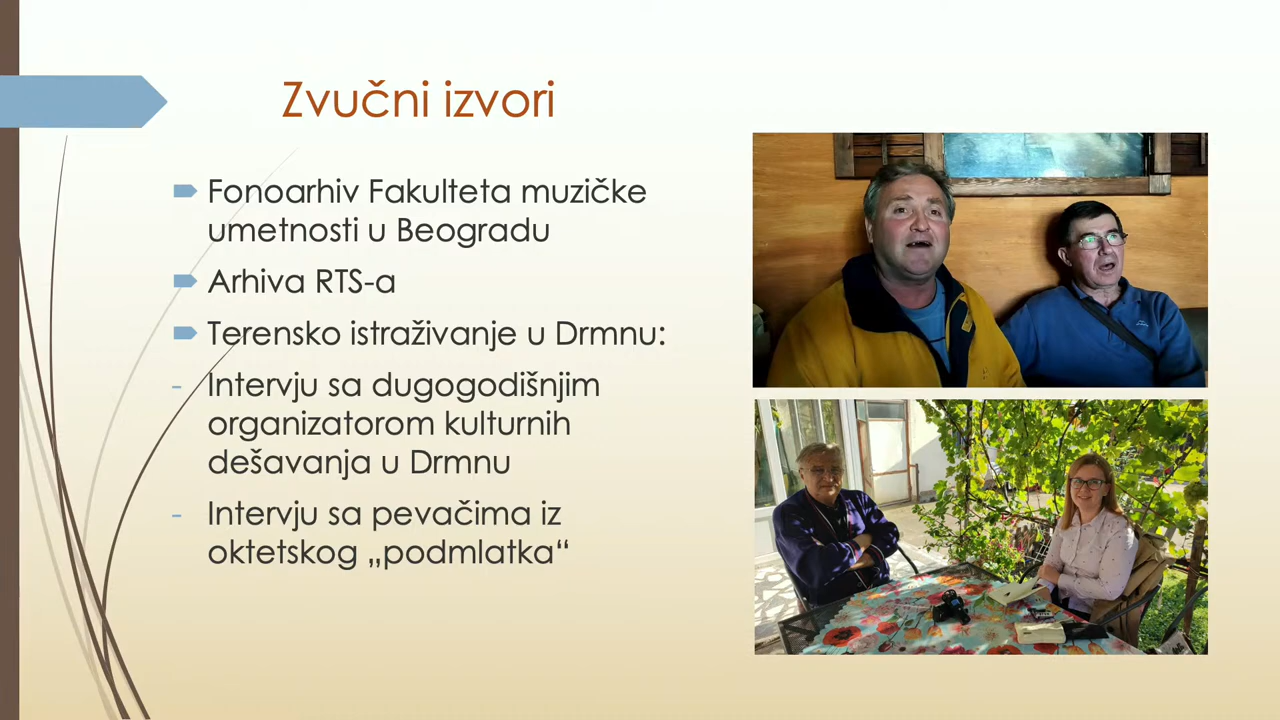 Zvučni izvori
Fonoarhiv Fakulteta muzičke
umetnosti u Beogradu
Arhiva RTS-a
Terensko istraživanje u Drmnu:
- Intervju sa dugogodišnjim
organizatorom kulturnih
dešavanja u Drmnu
- Intervju sa pevačima iz
oktetskog „podmlatka“